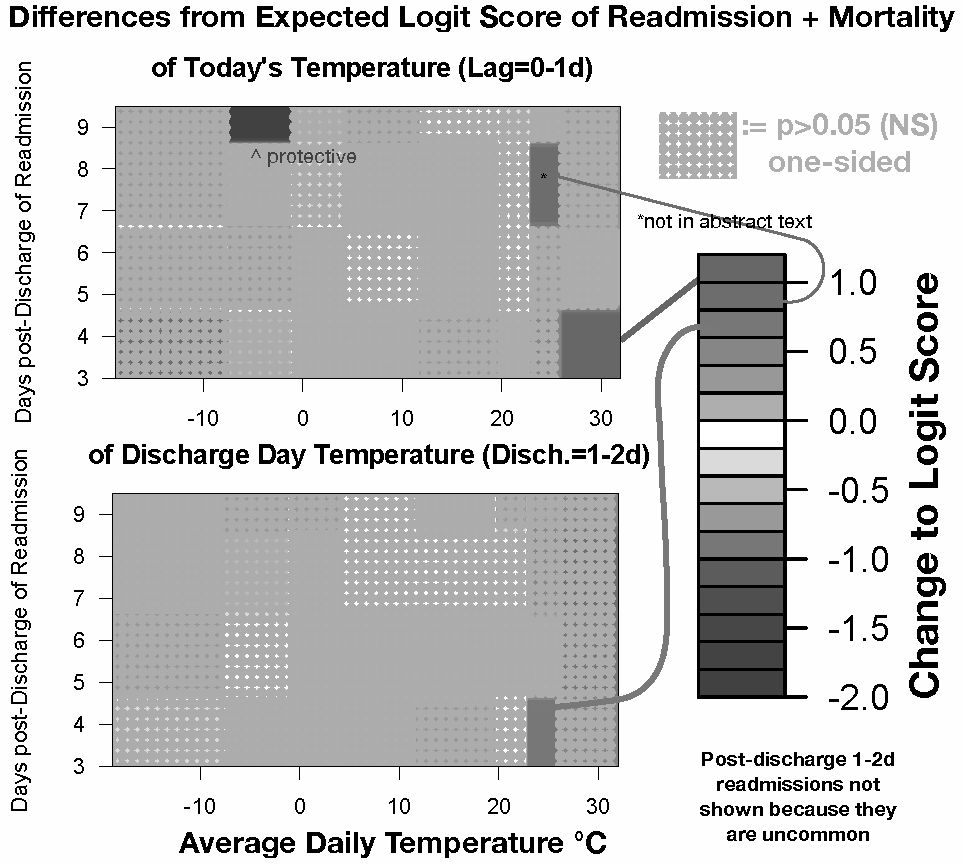 Differences from Expected Logit Score of Readmission + Mortality
of Today's Temperature (Lag=0-1d)
Days post-Discharge of Readmission
9
8
7
6
5
4
3
^ protective
*
-10
0
10
20
30
:= p>0.05 (NS)
one-sided
*not in abstract text
of Discharge Day Temperature (Disch.=1-2d)
Days post-Discharge of Readmission
9
8
7
6
5
4
3
-10
0
10
20
30
Average Daily Temperature °C
1.0
0.5
0.0
-0.5
-1.0
-1.5
-2.0
Change to Logit Score
Post-discharge 1-2d
readmissions not
shown because they
are uncommon